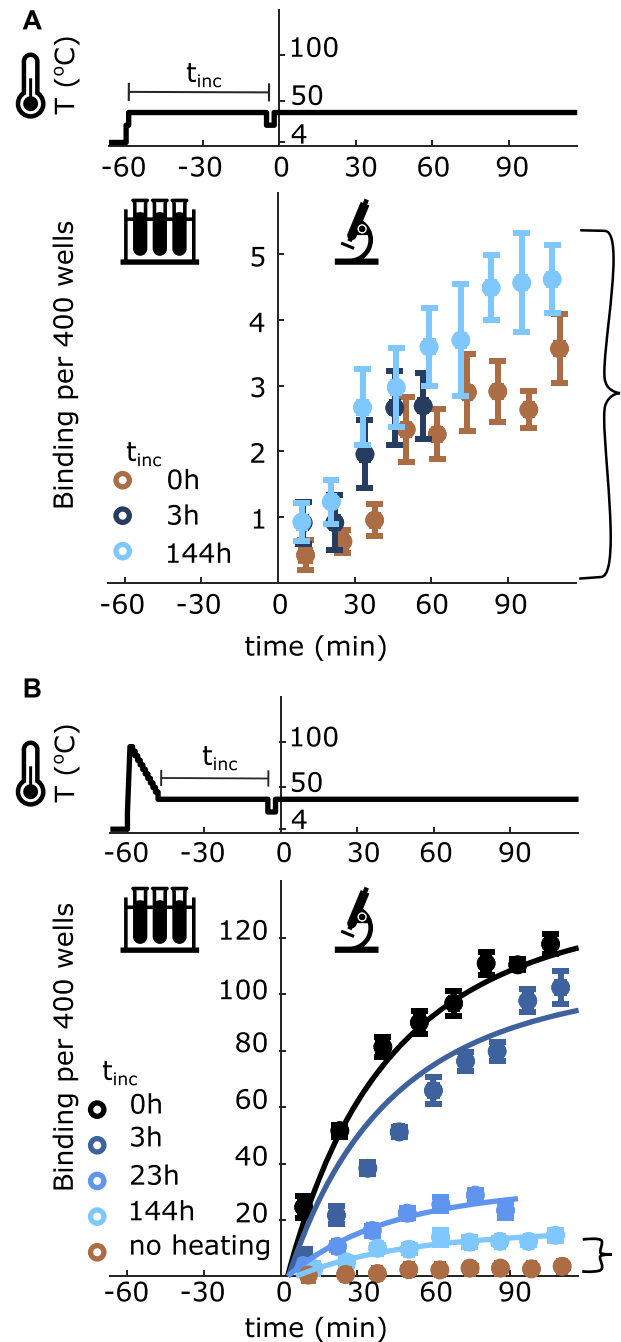 A
T (ºC)
100
50
4
t_inc
-60 -30 0 30 60 90
Binding per 400 wells
5
4
3
2
1
t_inc
0h
3h
144h
-60 -30 0 30 60 90
time (min)
B
T (ºC)
100
50
4
t_inc
-60 -30 0 30 60 90
Binding per 400 wells
120
100
80
60
40
20
t_inc
0h
3h
23h
144h
no heating
-60 -30 0 30 60 90
time (min)